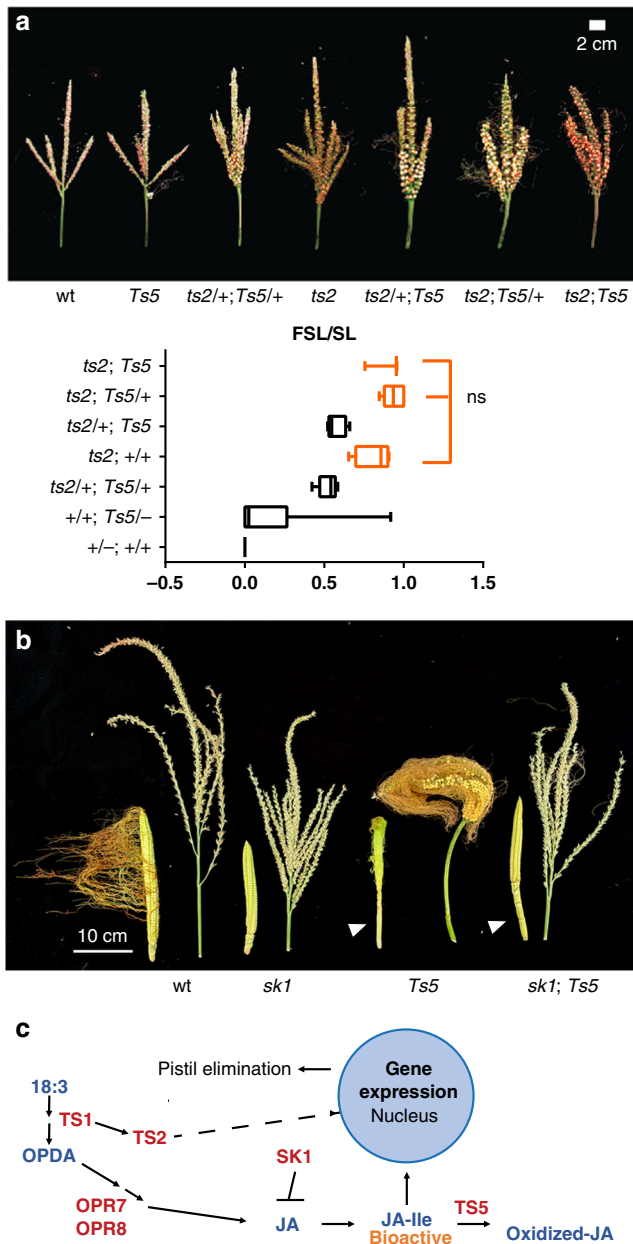 a
2 cm
wt Ts5 ts2/+;Ts5/+ ts2 ts2/+;Ts5 ts2;Ts5/+ ts2;Ts5
FSL/SL
ts2; Ts5
ts2; Ts5/+
ts2/+; Ts5
ts2; +/+
ts2/+; Ts5/+
+/+; Ts5/–
+/–; +/+
ns
–0.5 0.0 0.5 1.0 1.5
b
10 cm
wt sk1 Ts5 sk1; Ts5
c
Pistil elimination
Gene
expression
Nucleus
18:3
TS1
TS2
OPDA
SK1
OPR7
OPR8
JA
JA-Ile
Bioactive
TS5
Oxidized-JA